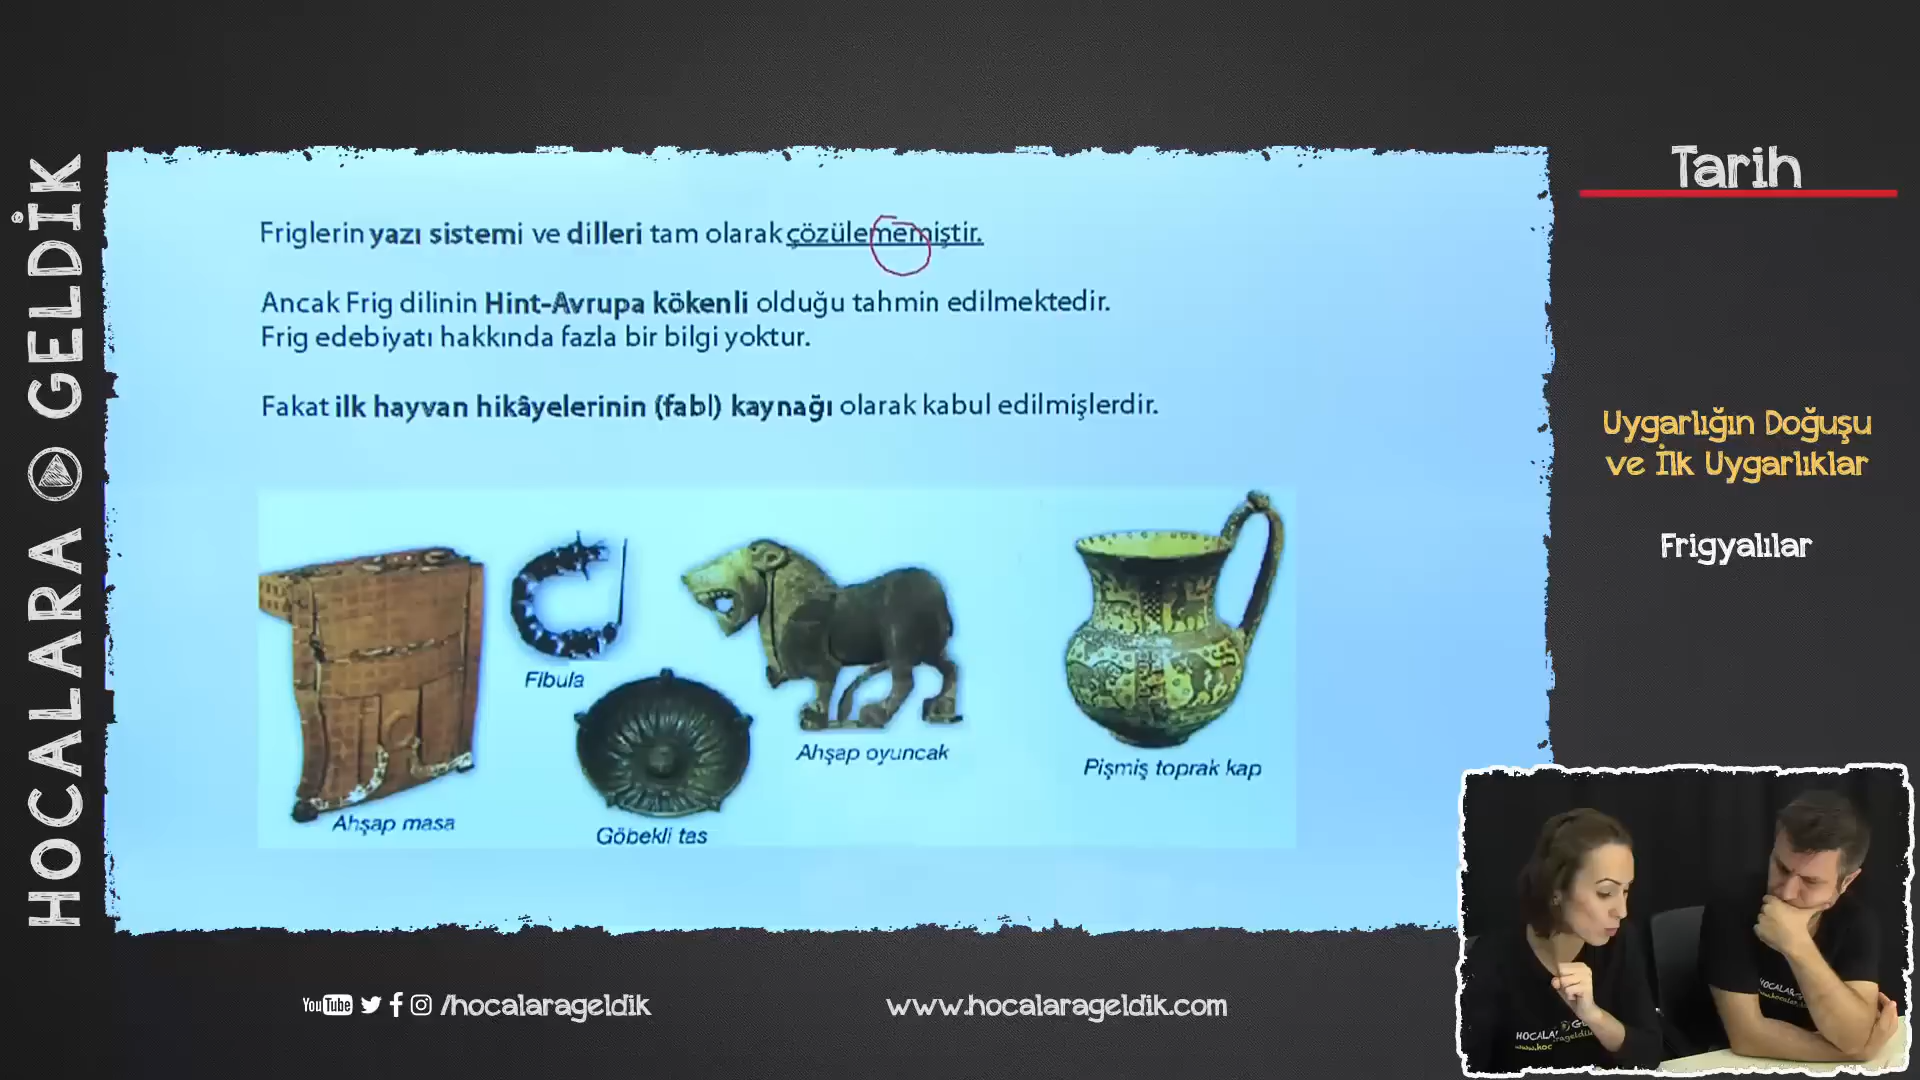 HOCALARA GELDİK
Tarih
Friglerin yazı sistemi ve dilleri tam olarak çözülememiştir.
Ancak Frig dilinin Hint-Avrupa kökenli olduğu tahmin edilmektedir.
Frig edebiyatı hakkında fazla bir bilgi yoktur.
Fakat ilk hayvan hikâyelerinin (fabl) kaynağı olarak kabul edilmişlerdir.
Uygarlığın Doğuşu
ve İlk Uygarlıklar
Frigyalılar
Fibula
Ahşap oyuncak
Pişmiş toprak kap
Ahşap masa
Göbekli tas
YouTube /hocalarageldik
www.hocalarageldik.com